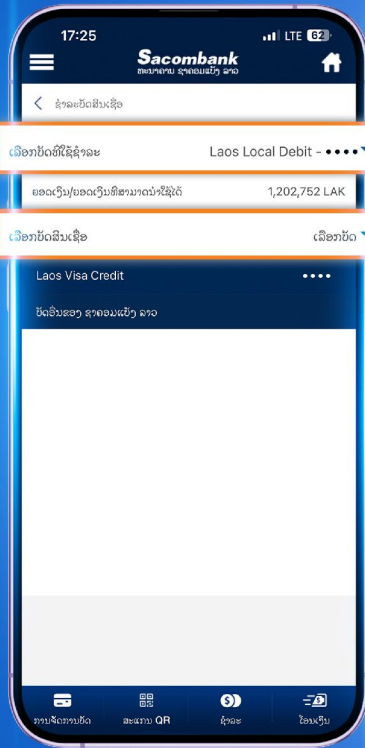 17:25
LTE 62
Sacombank
ທະນາຄານ ຊາຄອມແບັງ ລາວ
ຊຳລະບັດສິນເຊື່ອ
ເລືອກບັດທີ່ໃຊ້ຊຳລະ Laos Local Debit - ••••
ຍອດເງິນ/ຍອດເງິນທີ່ສາມາດນຳໃຊ້ໄດ້ 1,202,752 LAK
ເລືອກບັດສິນເຊື່ອ ເລືອກບັດ
Laos Visa Credit ••••
ບັດອື່ນຂອງ ຊາຄອມແບັງ ລາວ
ການຈັດການບັດ ສະແກນ QR ຊຳລະ ໂອນເງິນ